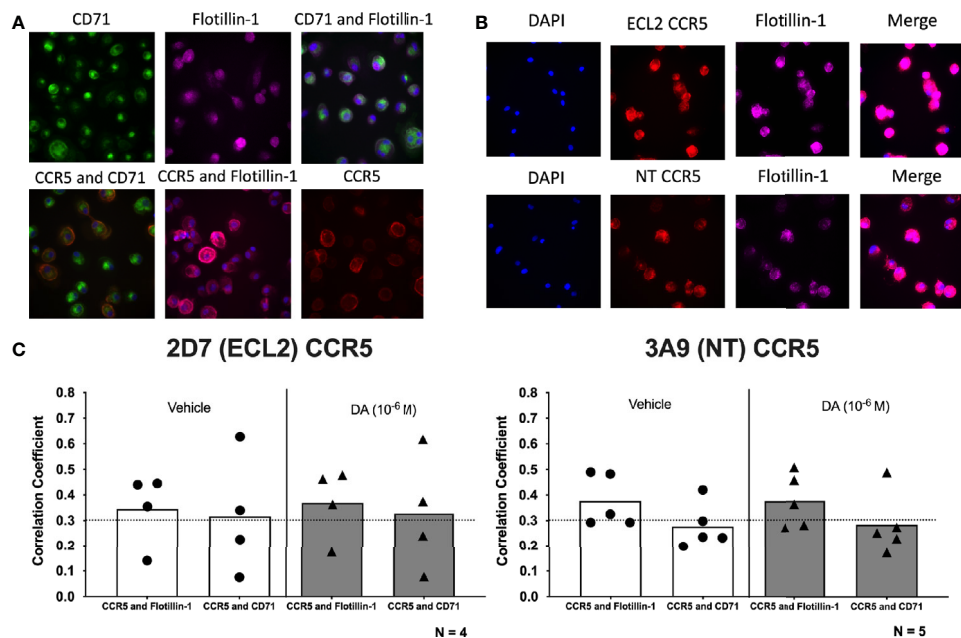 A
CD71 Flotillin-1 CD71 and Flotillin-1
CCR5 and CD71 CCR5 and Flotillin-1 CCR5
B
DAPI ECL2 CCR5 Flotillin-1 Merge
DAPI NT CCR5 Flotillin-1 Merge
C
2D7 (ECL2) CCR5
Correlation Coefficient
0.8
0.7
0.6
0.5
0.4
0.3
0.2
0.1
0.0
Vehicle DA (10⁻⁶ M)
CCR5 and Flotillin-1 CCR5 and CD71 CCR5 and Flotillin-1 CCR5 and CD71
N = 4
3A9 (NT) CCR5
Correlation Coefficient
0.8
0.7
0.6
0.5
0.4
0.3
0.2
0.1
0.0
Vehicle DA (10⁻⁶ M)
CCR5 and Flotillin-1 CCR5 and CD71 CCR5 and Flotillin-1 CCR5 and CD71
N = 5